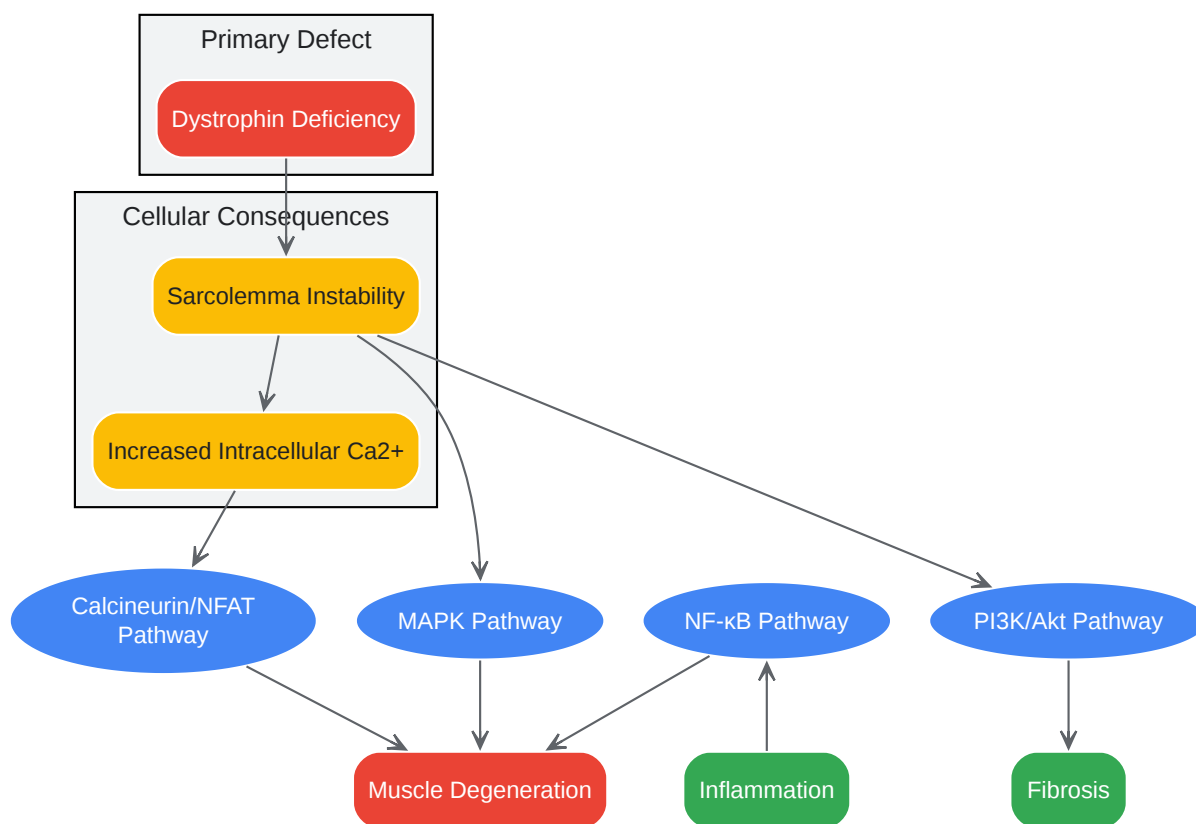 Primary Defect
Dystrophin Deficiency
Cellular Consequences
Sarcolemma Instability
Increased Intracellular Ca2+
Calcineurin/NFAT
Pathway
MAPK Pathway
NF-κB Pathway
PI3K/Akt Pathway
Muscle Degeneration
Inflammation
Fibrosis